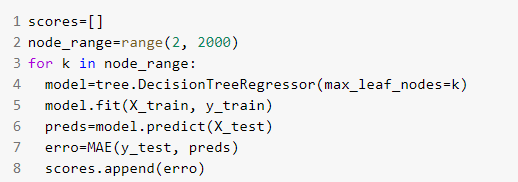 1 scores=[]
2 node_range=range(2, 2000)
3 for k in node_range:
4   model=tree.DecisionTreeRegressor(max_leaf_nodes=k)
5   model.fit(X_train, y_train)
6   preds=model.predict(X_test)
7   erro=MAE(y_test, preds)
8   scores.append(erro)